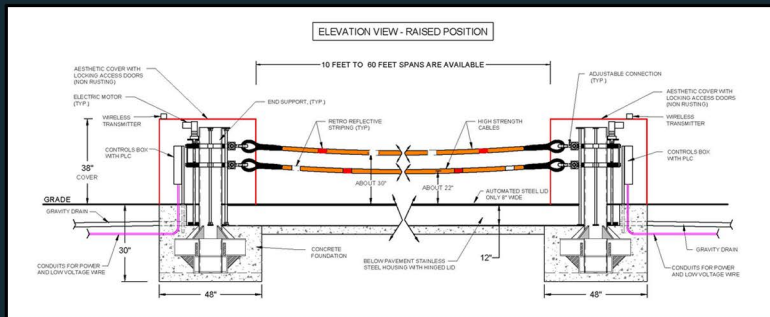 ELEVATION VIEW - RAISED POSITION
10 FEET TO 60 FEET SPANS ARE AVAILABLE
AESTHETIC COVER WITH
LOCKING ACCESS DOORS
(NON RUSTING)
ELECTRIC MOTOR
(TYP.)
WIRELESS
TRANSMITTER
END SUPPORT, (TYP.)
RETRO REFLECTIVE
STRIPING (TYP)
HIGH STRENGTH
CABLES
ADJUSTABLE CONNECTION
(TYP.)
AESTHETIC COVER WITH
LOCKING ACCESS DOORS
(NON RUSTING)
WIRELESS
TRANSMITTER
CONTROLS BOX
WITH PLC
38"
COVER
CONTROLS BOX
WITH PLC
ABOUT 30"
ABOUT 22"
AUTOMATED STEEL LID
ONLY 8" WIDE
GRADE
GRAVITY DRAIN
30"
CONDUITS FOR POWER
AND LOW VOLTAGE WIRE
CONCRETE
FOUNDATION
BELOW PAVEMENT STAINLESS
STEEL HOUSING WITH HINGED LID
12"
GRAVITY DRAIN
CONDUITS FOR POWER
AND LOW VOLTAGE WIRE
48"
48"